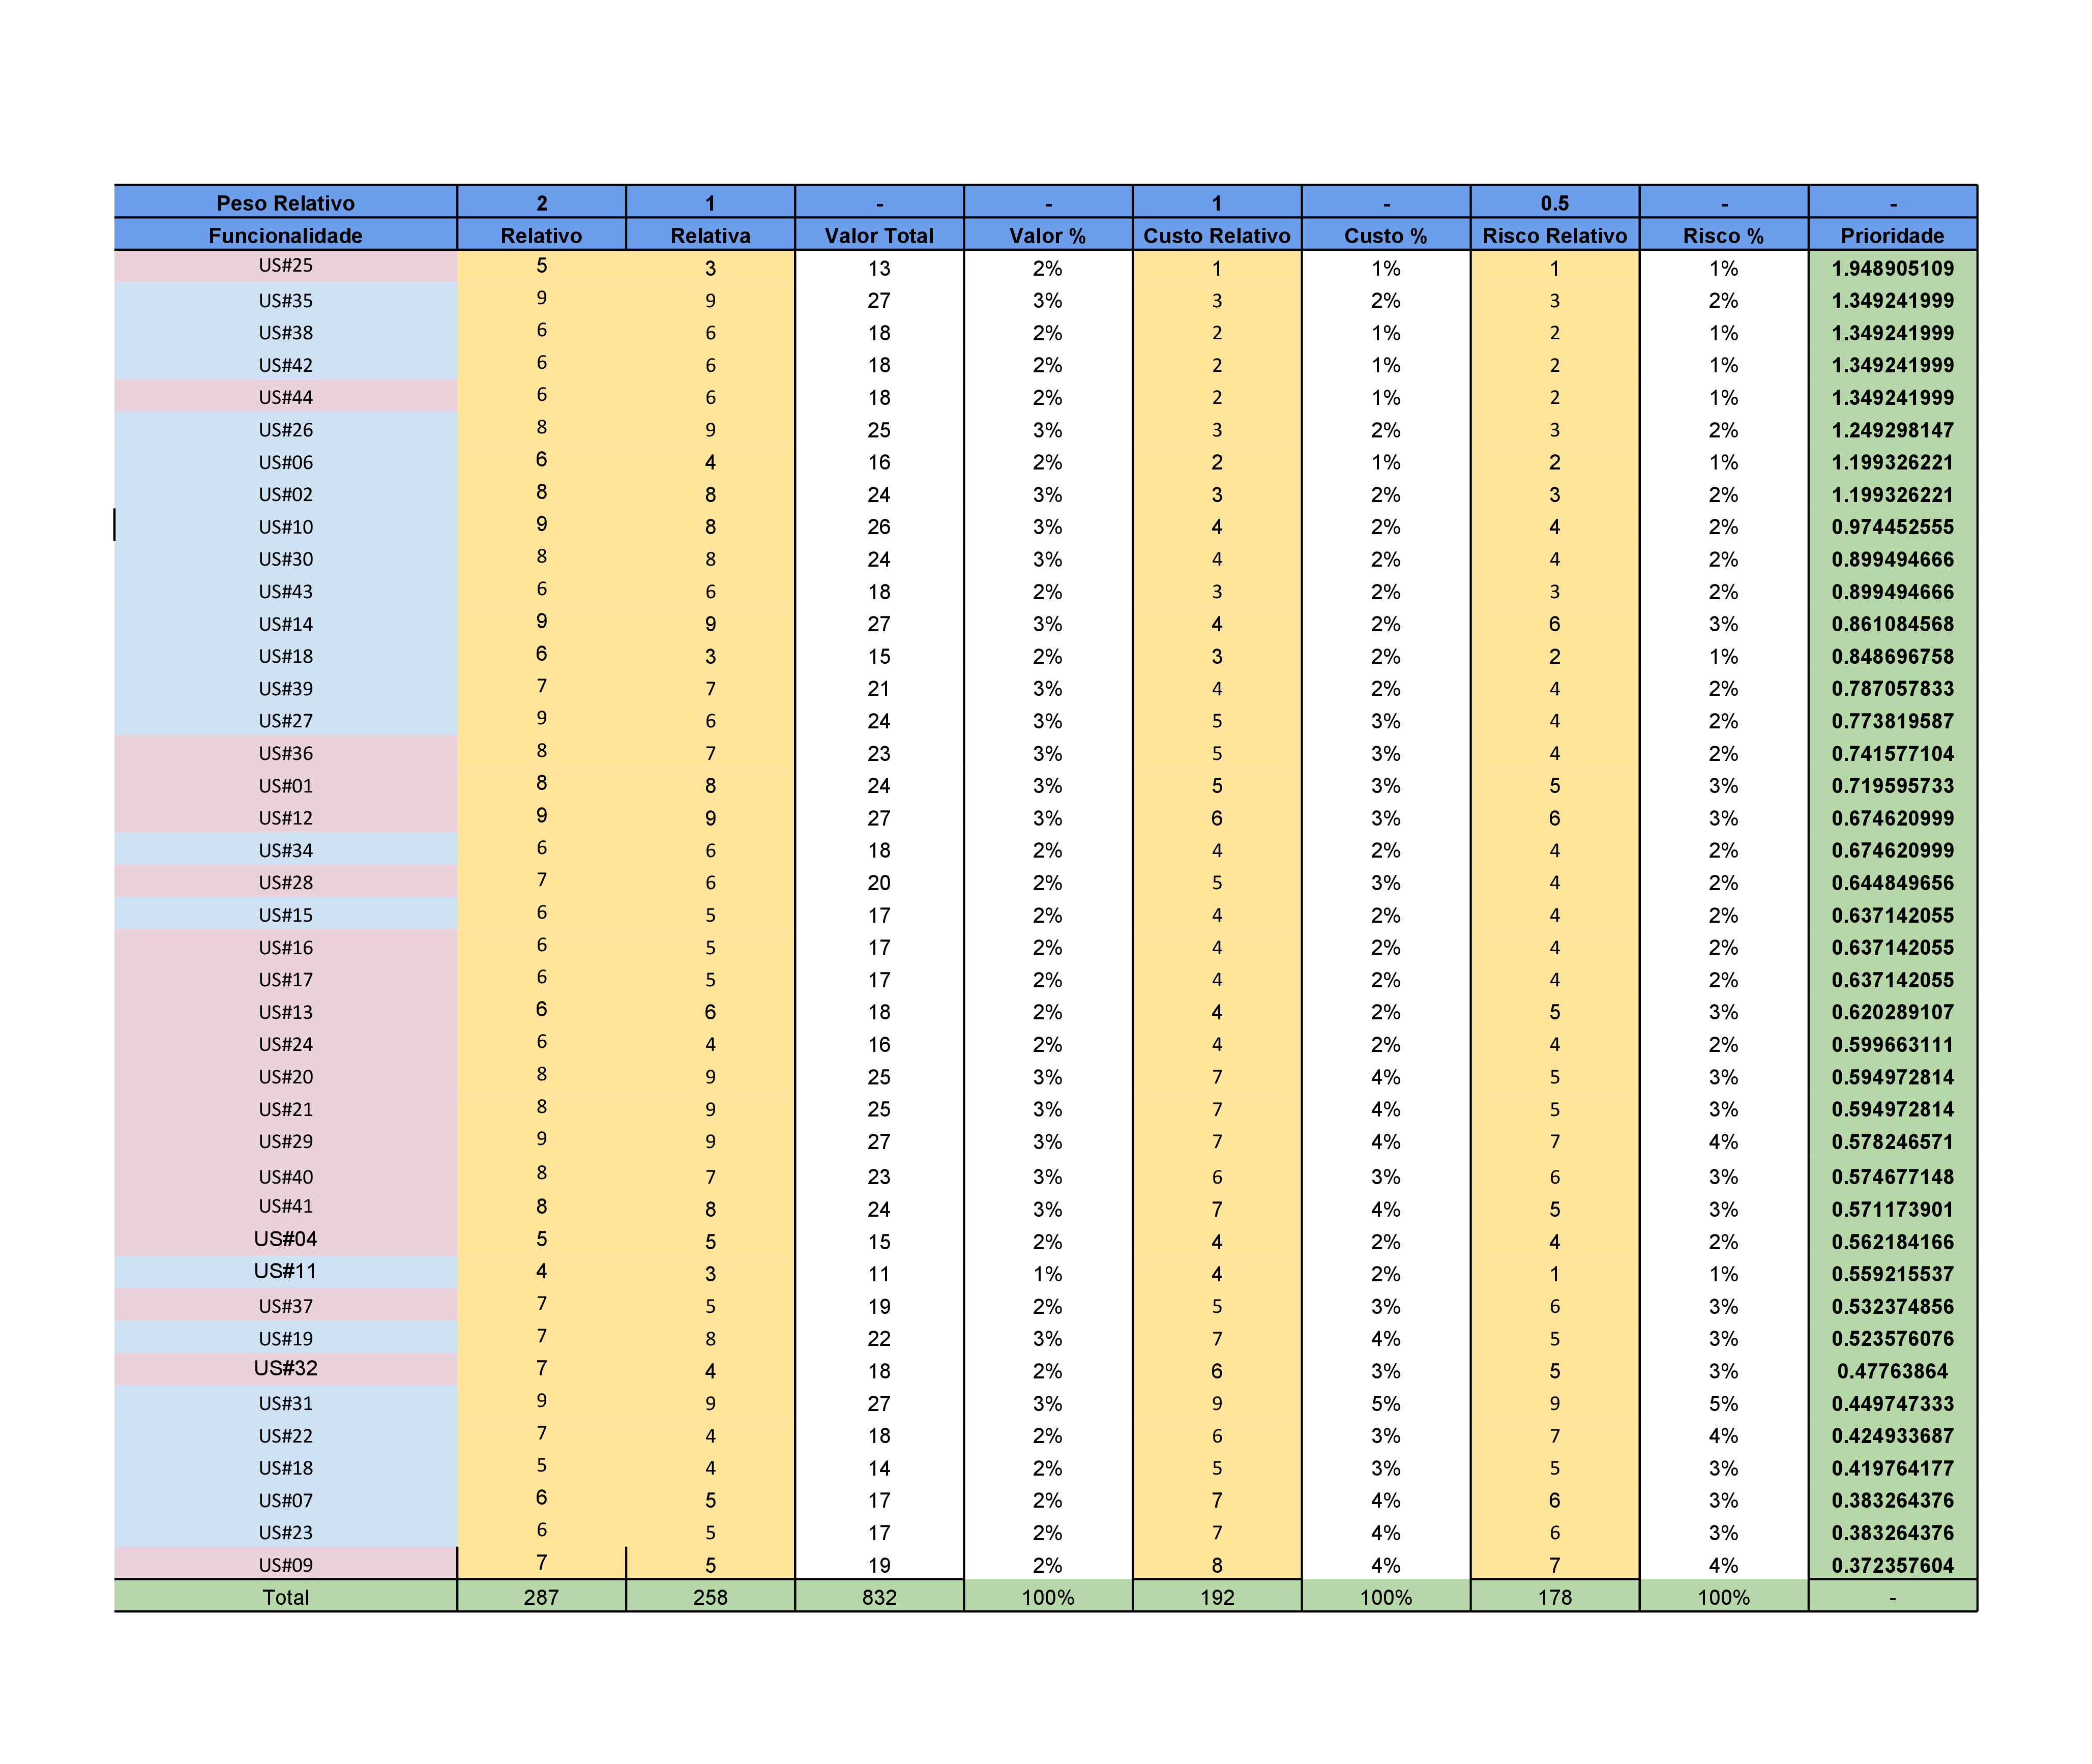 Peso Relativo 2 1 - - 1 - 0.5 - -
Funcionalidade Relativo Relativa Valor Total Valor % Custo Relativo Custo % Risco Relativo Risco % Prioridade
US#25 5 3 13 2% 1 1% 1 1% 1.948905109
US#35 9 9 27 3% 3 2% 3 2% 1.349241999
US#38 6 6 18 2% 2 1% 2 1% 1.349241999
US#42 6 6 18 2% 2 1% 2 1% 1.349241999
US#44 6 6 18 2% 2 1% 2 1% 1.349241999
US#26 8 9 25 3% 3 2% 3 2% 1.249298147
US#06 6 4 16 2% 2 1% 2 1% 1.199326221
US#02 8 8 24 3% 3 2% 3 2% 1.199326221
US#10 9 8 26 3% 4 2% 4 2% 0.974452555
US#30 8 8 24 3% 4 2% 4 2% 0.899494666
US#43 6 6 18 2% 3 2% 3 2% 0.899494666
US#14 9 9 27 3% 4 2% 6 3% 0.861084568
US#18 6 3 15 2% 3 2% 2 1% 0.848696758
US#39 7 7 21 3% 4 2% 4 2% 0.787057833
US#27 9 6 24 3% 5 3% 4 2% 0.773819587
US#36 8 7 23 3% 5 3% 4 2% 0.741577104
US#01 8 8 24 3% 5 3% 5 3% 0.719595733
US#12 9 9 27 3% 6 3% 6 3% 0.674620999
US#34 6 6 18 2% 4 2% 4 2% 0.674620999
US#28 7 6 20 2% 5 3% 4 2% 0.644849656
US#15 6 5 17 2% 4 2% 4 2% 0.637142055
US#16 6 5 17 2% 4 2% 4 2% 0.637142055
US#17 6 5 17 2% 4 2% 4 2% 0.637142055
US#13 6 6 18 2% 4 2% 5 3% 0.620289107
US#24 6 4 16 2% 4 2% 4 2% 0.599663111
US#20 8 9 25 3% 7 4% 5 3% 0.594972814
US#21 8 9 25 3% 7 4% 5 3% 0.594972814
US#29 9 9 27 3% 7 4% 7 4% 0.578246571
US#40 8 7 23 3% 6 3% 6 3% 0.574677148
US#41 8 8 24 3% 7 4% 5 3% 0.571173901
US#04 5 5 15 2% 4 2% 4 2% 0.562184166
US#11 4 3 11 1% 4 2% 1 1% 0.559215537
US#37 7 5 19 2% 5 3% 6 3% 0.532374856
US#19 7 8 22 3% 7 4% 5 3% 0.523576076
US#32 7 4 18 2% 6 3% 5 3% 0.47763864
US#31 9 9 27 3% 9 5% 9 5% 0.449747333
US#22 7 4 18 2% 6 3% 7 4% 0.424933687
US#18 5 4 14 2% 5 3% 5 3% 0.419764177
US#07 6 5 17 2% 7 4% 6 3% 0.383264376
US#23 6 5 17 2% 7 4% 6 3% 0.383264376
US#09 7 5 19 2% 8 4% 7 4% 0.372357604
Total 287 258 832 100% 192 100% 178 100% -